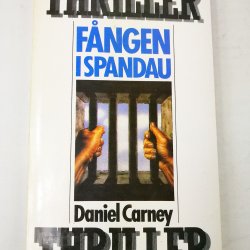 THRILLER
FÅNGEN
I SPANDAU
Daniel Carney
THRILLER